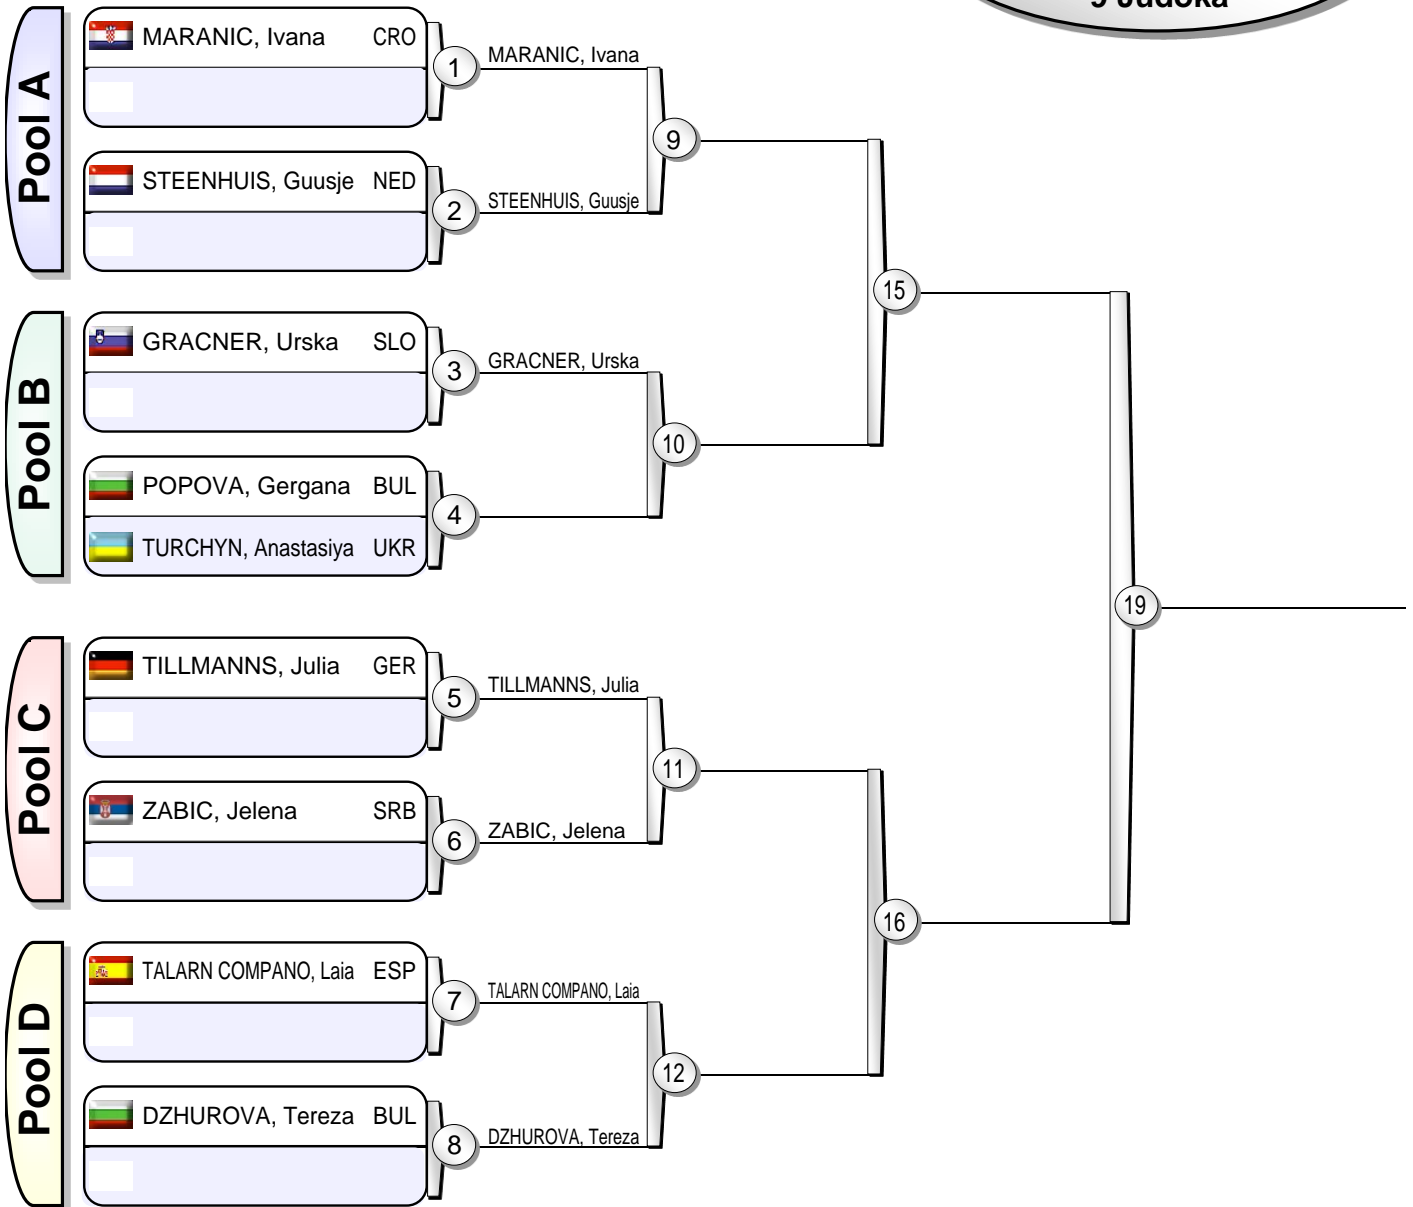 9 Judoka
Pool A
MARANIC, Ivana CRO
1
MARANIC, Ivana
9
STEENHUIS, Guusje NED
2
STEENHUIS, Guusje
15
Pool B
GRACNER, Urska SLO
3
GRACNER, Urska
10
POPOVA, Gergana BUL
4
TURCHYN, Anastasiya UKR
19
Pool C
TILLMANNS, Julia GER
5
TILLMANNS, Julia
11
ZABIC, Jelena SRB
6
ZABIC, Jelena
16
Pool D
TALARN COMPANO, Laia ESP
7
TALARN COMPANO, Laia
12
DZHUROVA, Tereza BUL
8
DZHUROVA, Tereza